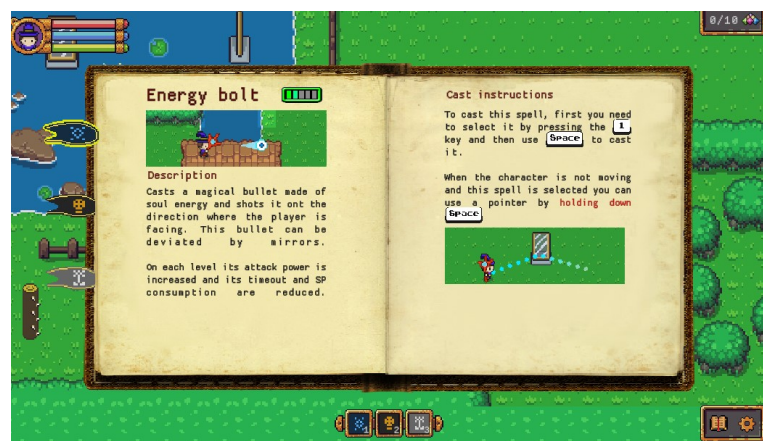 0/10
Energy bolt
Description
Casts a magical bullet made of
soul energy and shots it ont the
direction where the player is
facing. This bullet can be
deviated by mirrors.
On each level its attack power is
increased and its timeout and SP
consumption are reduced.
Cast instructions
To cast this spell, first you need
to select it by pressing the 1
key and then use Space to cast
it.
When the character is not moving
and this spell is selected you can
use a pointer by holding down
Space
1 2 3